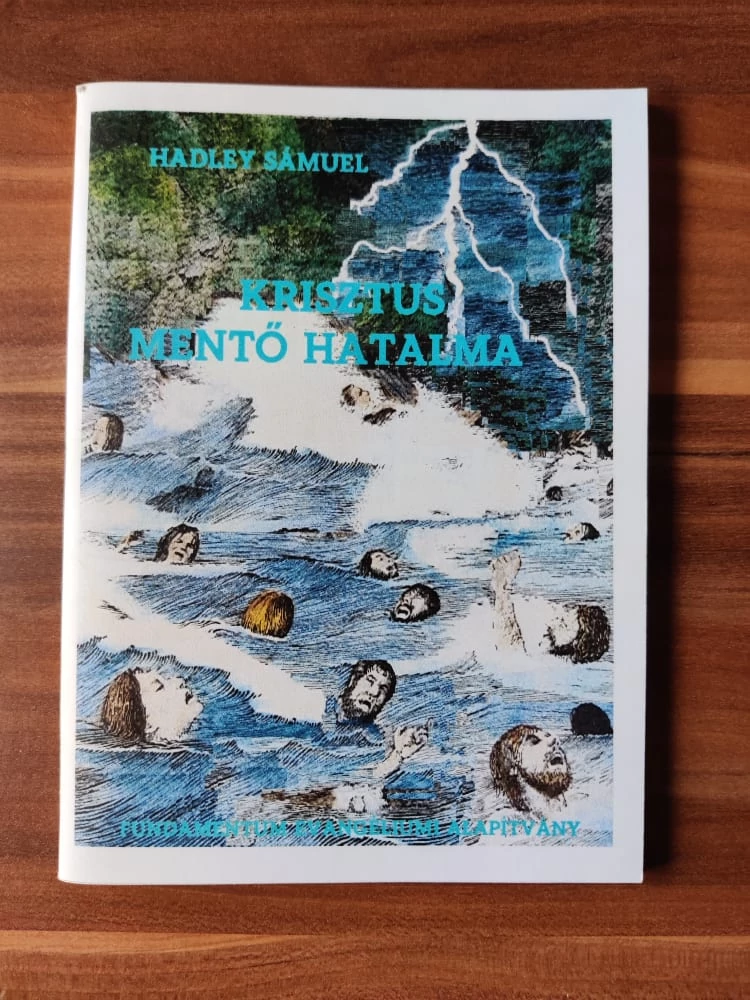 HADLEY SÁMUEL
KRISZTUS
MENTŐ HATALMA
FUNDAMENTUM EVANGÉLIUMI ALAPÍTVÁNY